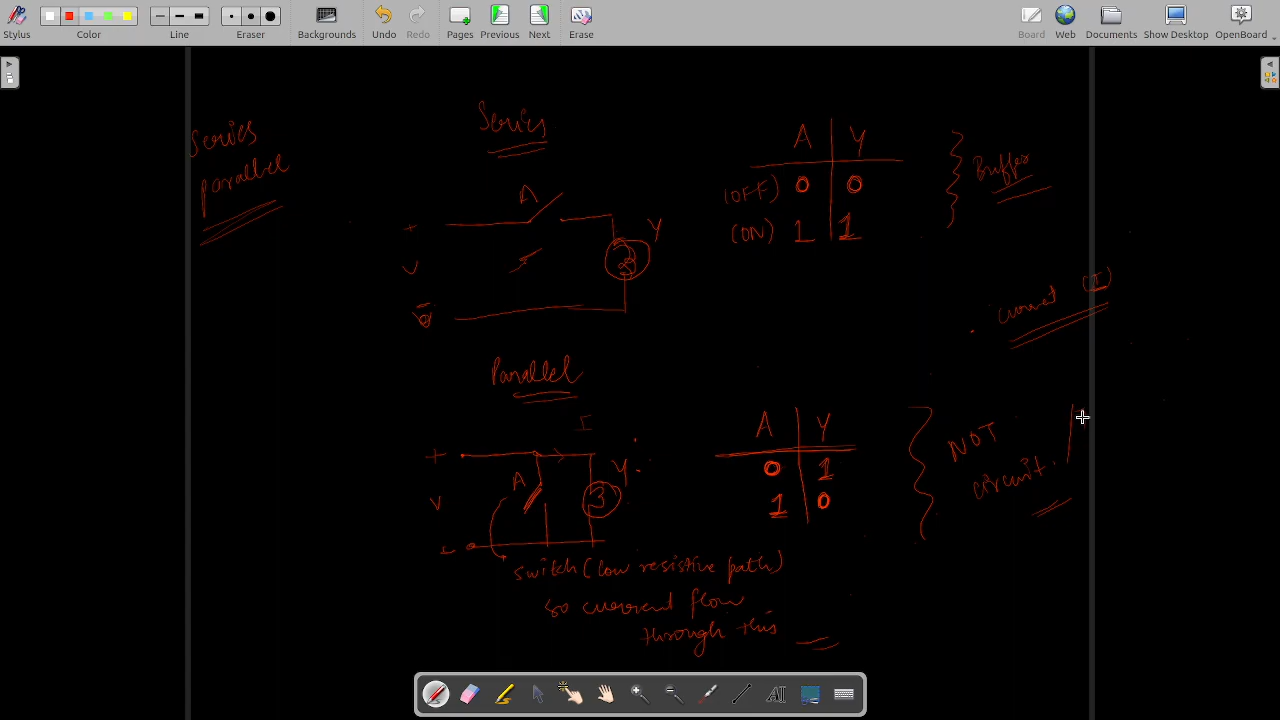 Stylus
Color
Line
Eraser
Backgrounds
Undo
Redo
Pages
Previous
Next
Erase
Board
Web
Documents
Show Desktop
OpenBoard
Series
parallel
Series
A
+
V
Y
A Y
(OFF) 0 0
(ON) 1 1
Buffer
current (I)
Parallel
I
+
A
V
Y
A Y
0 1
1 0
NOT
circuit.
switch (low resistive path)
so current flow
through this
AI